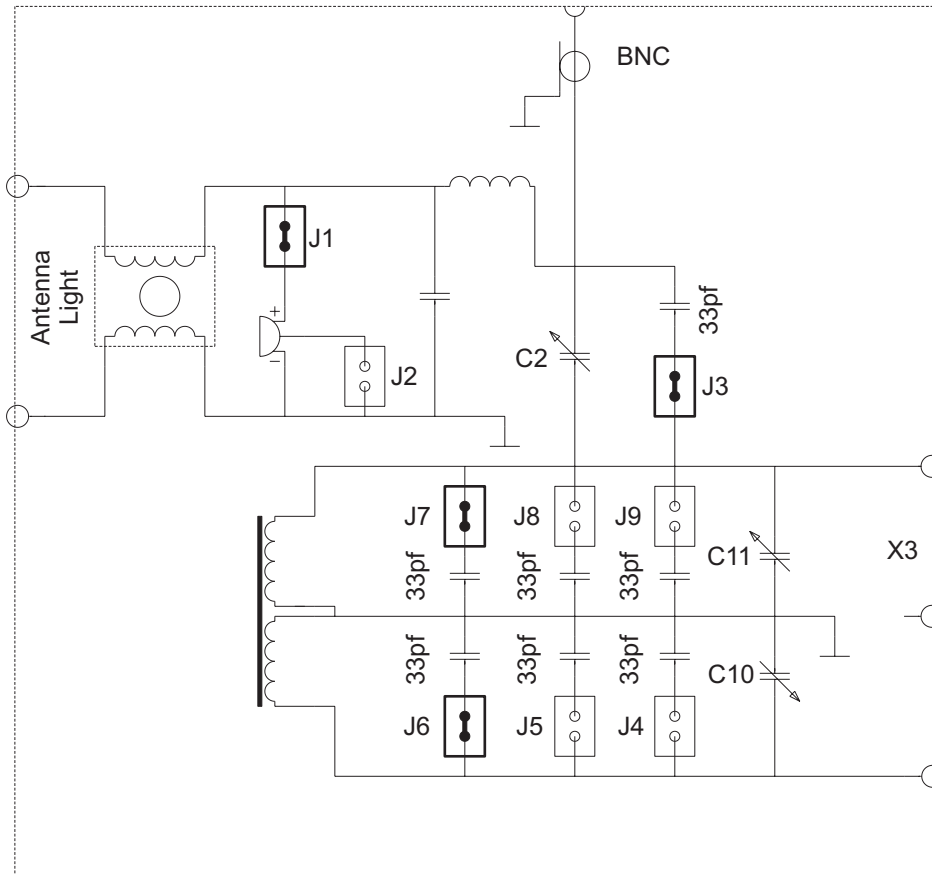 BNC
Antenna
Light
J1
+
−
J2
C2
33pf
J3
J7
J8
J9
33pf
33pf
33pf
C11
X3
33pf
33pf
33pf
C10
J6
J5
J4